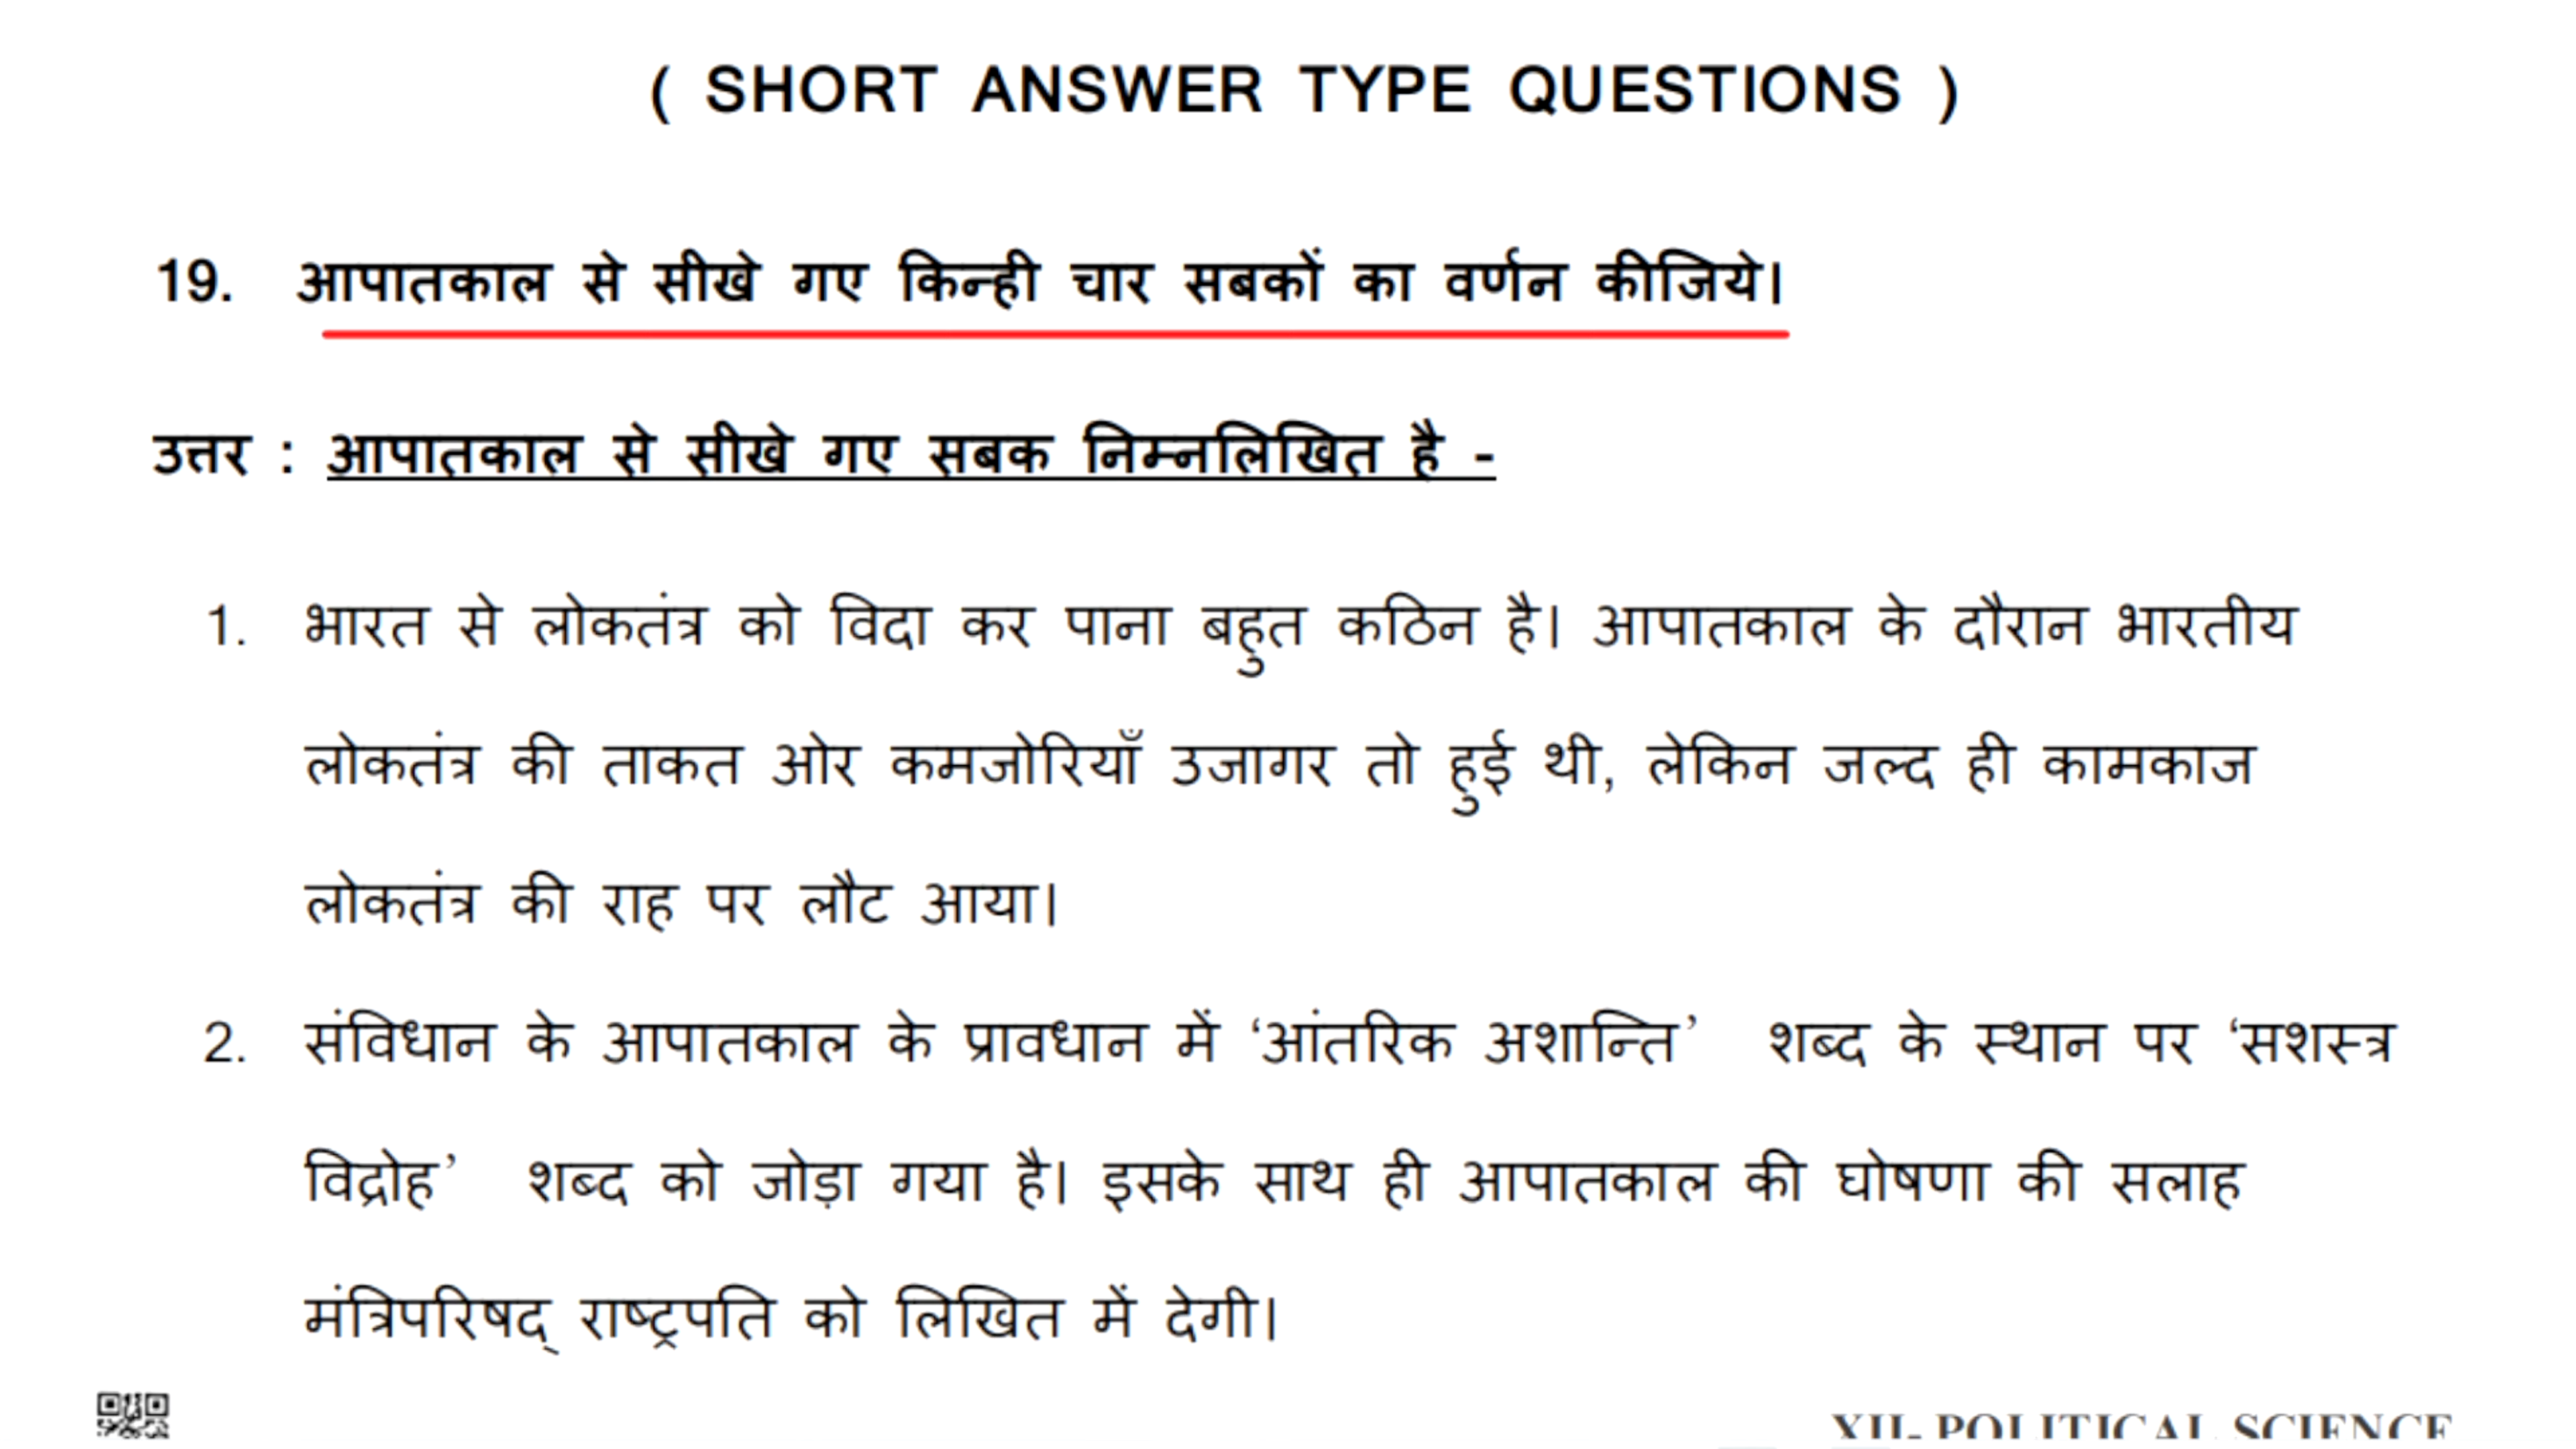 ( SHORT ANSWER TYPE QUESTIONS )
19. आपातकाल से सीखे गए किन्ही चार सबकों का वर्णन कीजिये।
उत्तर : आपातकाल से सीखे गए सबक निम्नलिखित है -
1. भारत से लोकतंत्र को विदा कर पाना बहुत कठिन है। आपातकाल के दौरान भारतीय
लोकतंत्र की ताकत ओर कमजोरियाँ उजागर तो हुई थी, लेकिन जल्द ही कामकाज
लोकतंत्र की राह पर लौट आया।
2. संविधान के आपातकाल के प्रावधान में ‘आंतरिक अशान्ति’ शब्द के स्थान पर ‘सशस्त्र
विद्रोह’ शब्द को जोड़ा गया है। इसके साथ ही आपातकाल की घोषणा की सलाह
मंत्रिपरिषद् राष्ट्रपति को लिखित में देगी।
XII- POLITICAL SCIENCE